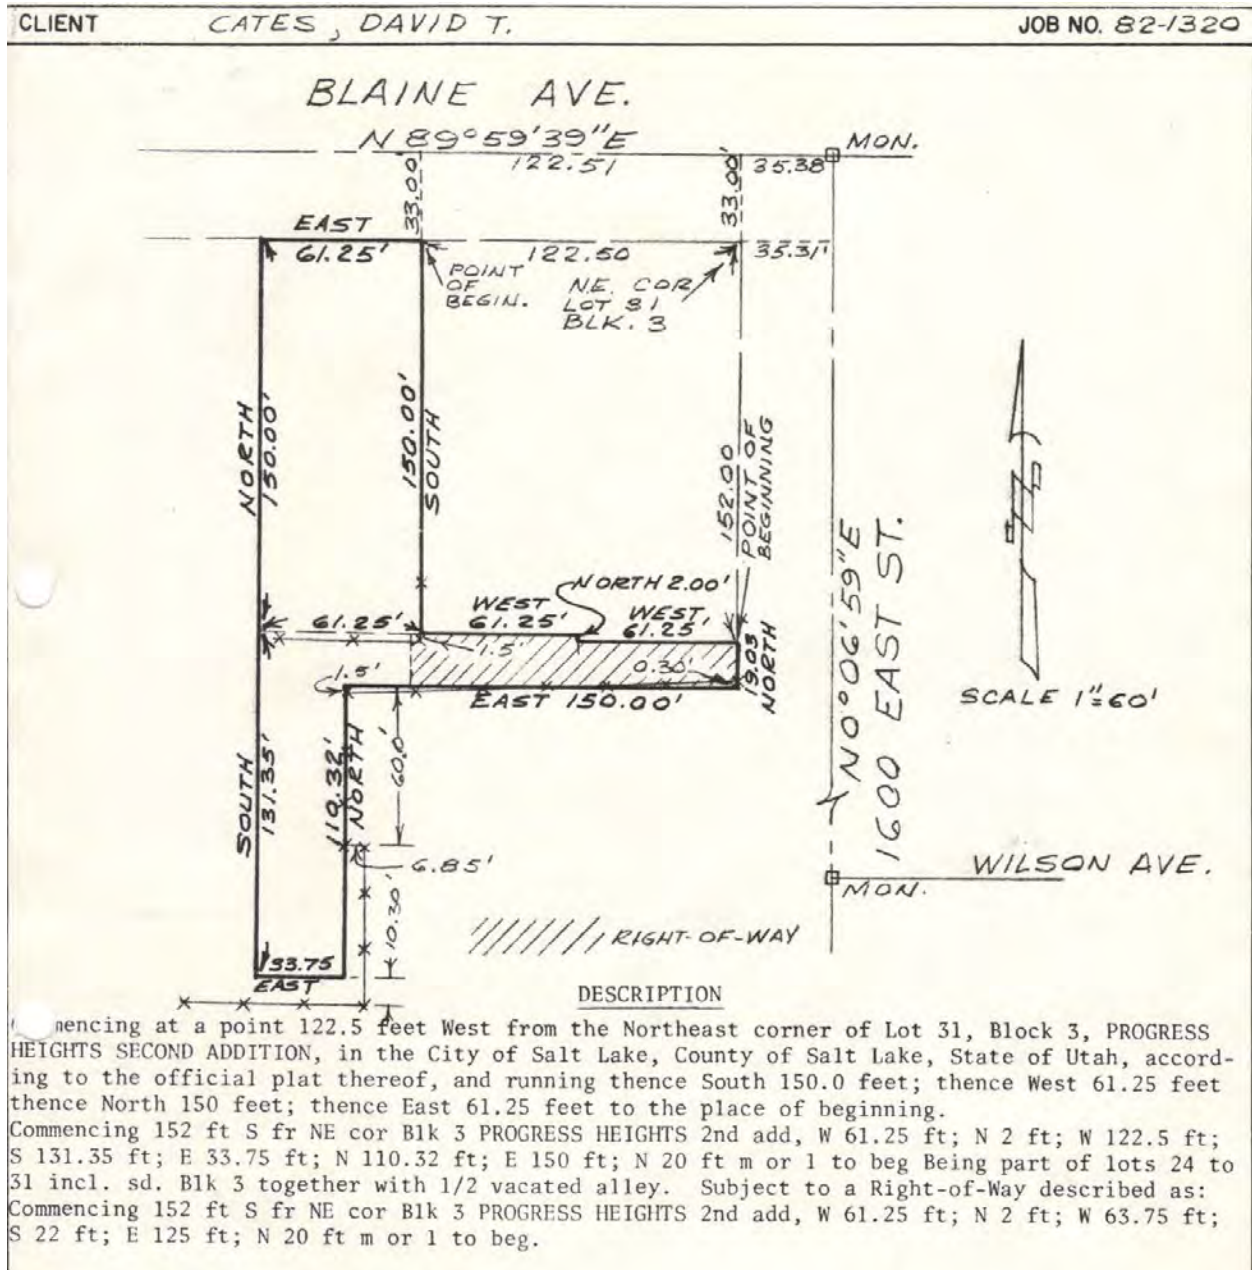 CLIENT CATES, DAVID T. JOB NO. 82-1320
BLAINE AVE.
N 89°59'39"E
MON.
122.51
35.38
33.00'
33.00'
EAST
61.25'
122.50
35.31'
POINT
OF
BEGIN.
N.E. COR.
LOT 31
BLK. 3
NORTH
150.00'
150.00'
SOUTH
152.00
POINT OF
BEGINNING
N0°06'59"E
1600 EAST ST.
NORTH 2.00'
61.25'
WEST
61.25'
WEST
61.25'
1.5'
0.30'
19.03
NORTH
1.5'
EAST 150.00'
SCALE 1"=60'
SOUTH
131.35'
110.32'
NORTH
60.0'
6.85'
10.30'
WILSON AVE.
MON.
RIGHT-OF-WAY
33.75
EAST
DESCRIPTION
mencing at a point 122.5 feet West from the Northeast corner of Lot 31, Block 3, PROGRESS
HEIGHTS SECOND ADDITION, in the City of Salt Lake, County of Salt Lake, State of Utah, accord-
ing to the official plat thereof, and running thence South 150.0 feet; thence West 61.25 feet
thence North 150 feet; thence East 61.25 feet to the place of beginning.
Commencing 152 ft S fr NE cor Blk 3 PROGRESS HEIGHTS 2nd add, W 61.25 ft; N 2 ft; W 122.5 ft;
S 131.35 ft; E 33.75 ft; N 110.32 ft; E 150 ft; N 20 ft m or l to beg Being part of lots 24 to
31 incl. sd. Blk 3 together with 1/2 vacated alley. Subject to a Right-of-Way described as:
Commencing 152 ft S fr NE cor Blk 3 PROGRESS HEIGHTS 2nd add, W 61.25 ft; N 2 ft; W 63.75 ft;
S 22 ft; E 125 ft; N 20 ft m or l to beg.